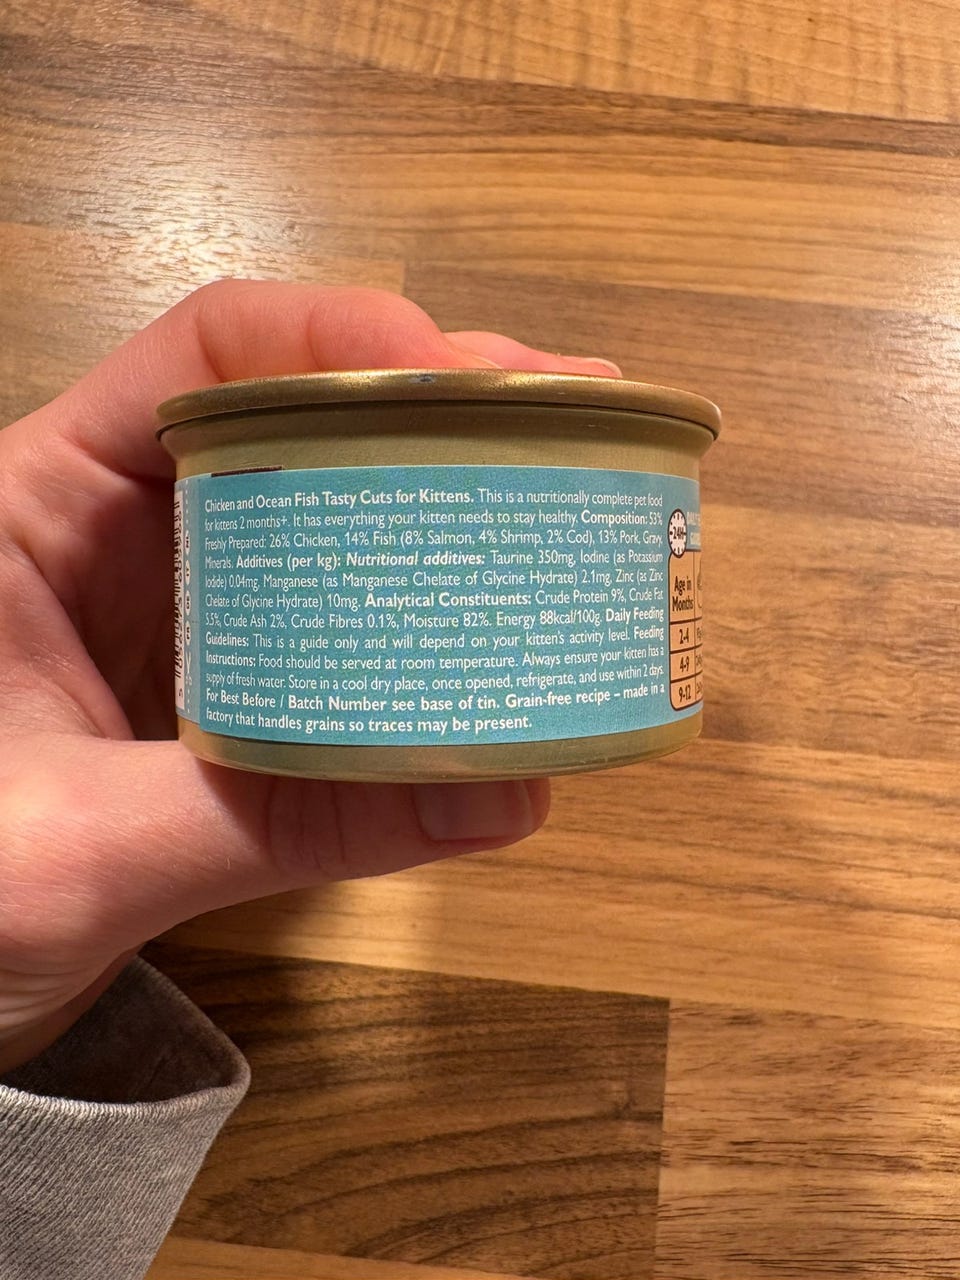 Chicken and Ocean Fish Tasty Cuts for Kittens. This is a nutritionally complete pet food
for kittens 2 months+. It has everything your kitten needs to stay healthy. Composition: 53%
Freshly Prepared: 26% Chicken, 14% Fish (8% Salmon, 4% Shrimp, 2% Cod), 13% Pork, Gravy,
Minerals. Additives (per kg): Nutritional additives: Taurine 350mg, Iodine (as Potassium
Iodide) 0.04mg, Manganese (as Manganese Chelate of Glycine Hydrate) 2.1mg, Zinc (as Zinc
Chelate of Glycine Hydrate) 10mg. Analytical Constituents: Crude Protein 9%, Crude Fat
5.5%, Crude Ash 2%, Crude Fibres 0.1%, Moisture 82%. Energy 88kcal/100g. Daily Feeding
Guidelines: This is a guide only and will depend on your kitten's activity level. Feeding
Instructions: Food should be served at room temperature. Always ensure your kitten has a
supply of fresh water. Store in a cool dry place, once opened, refrigerate, and use within 2 days.
For Best Before / Batch Number see base of tin. Grain-free recipe – made in a
factory that handles grains so traces may be present.
24H
Age in
Months
2-4
4-9
9-12